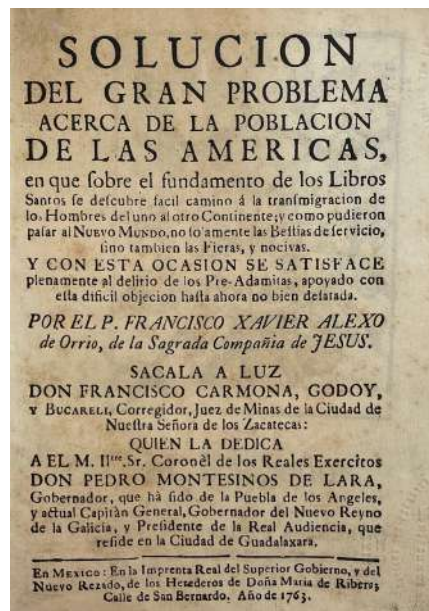 SOLUCION
DEL GRAN PROBLEMA
ACERCA DE LA POBLACION
DE LAS AMERICAS,
en que ſobre el fundamento de los Libros
Santos ſe deſcubre facil camino á la tranſmigracion de
los Hombres del uno al otro Continente; y como pudieron
paſar al NUEVO MUNDO, no ſolamente las Beſtias de ſervicio,
ſino tambien las Fieras, y nocivas.
Y CON ESTA OCASION SE SATISFACE
plenamente al delirio de los Pre-Adamitas, apoyado con
eſta dificil objecion haſta ahora no bien deſatada.
POR EL P. FRANCISCO XAVIER ALEXO
de Orrio, de la Sagrada Compañia de JESUS.
SACALA A LUZ
DON FRANCISCO CARMONA, GODOY,
Y BUCARELI, Corregidor, Juez de Minas de la Ciudad de
Nueſtra Señora de los Zacatecas:
QUIEN LA DEDICA
A EL M. Il.ᵐᵒ Sr. Coronèl de los Reales Exercitos
DON PEDRO MONTESINOS DE LARA,
Gobernador, que hà ſido de la Puebla de los Angeles,
y actual Capitàn General, Gobernador del Nuevo Reyno
de la Galicia, y Preſidente de la Real Audiencia, que
reſide en la Ciudad de Guadalaxara.
En MEXICO: En la Imprenta Real del Superior Gobierno, y del
Nuevo Rezado, de los Herederos de Doña Maria de Ribera;
Calle de San Bernardo. Año de 1763.